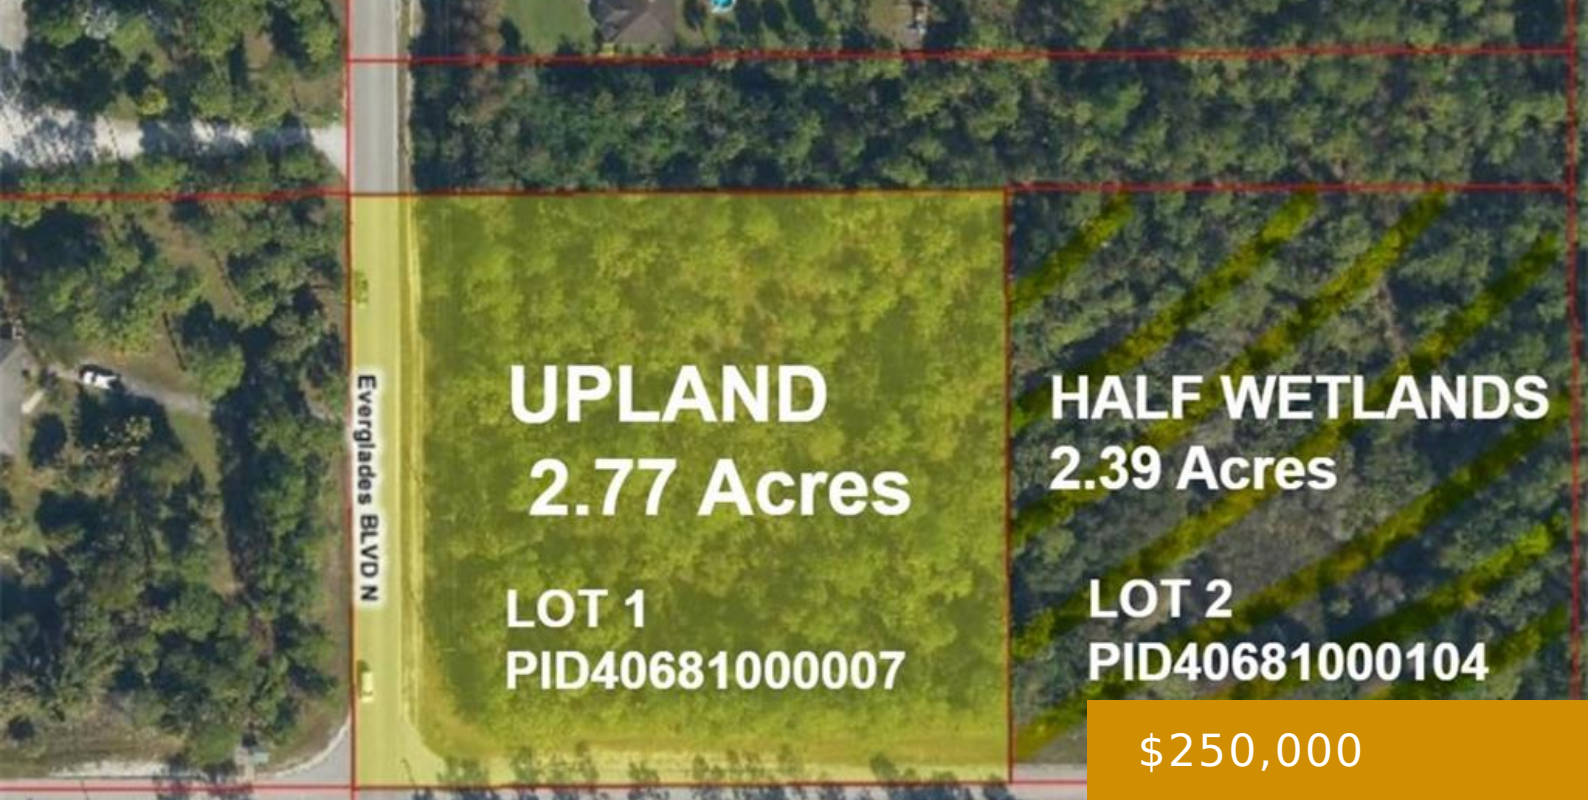 Everglades BLVD N
UPLAND
2.77 Acres
LOT 1
PID40681000007
HALF WETLANDS
2.39 Acres
LOT 2
PID40681000104
$250,000